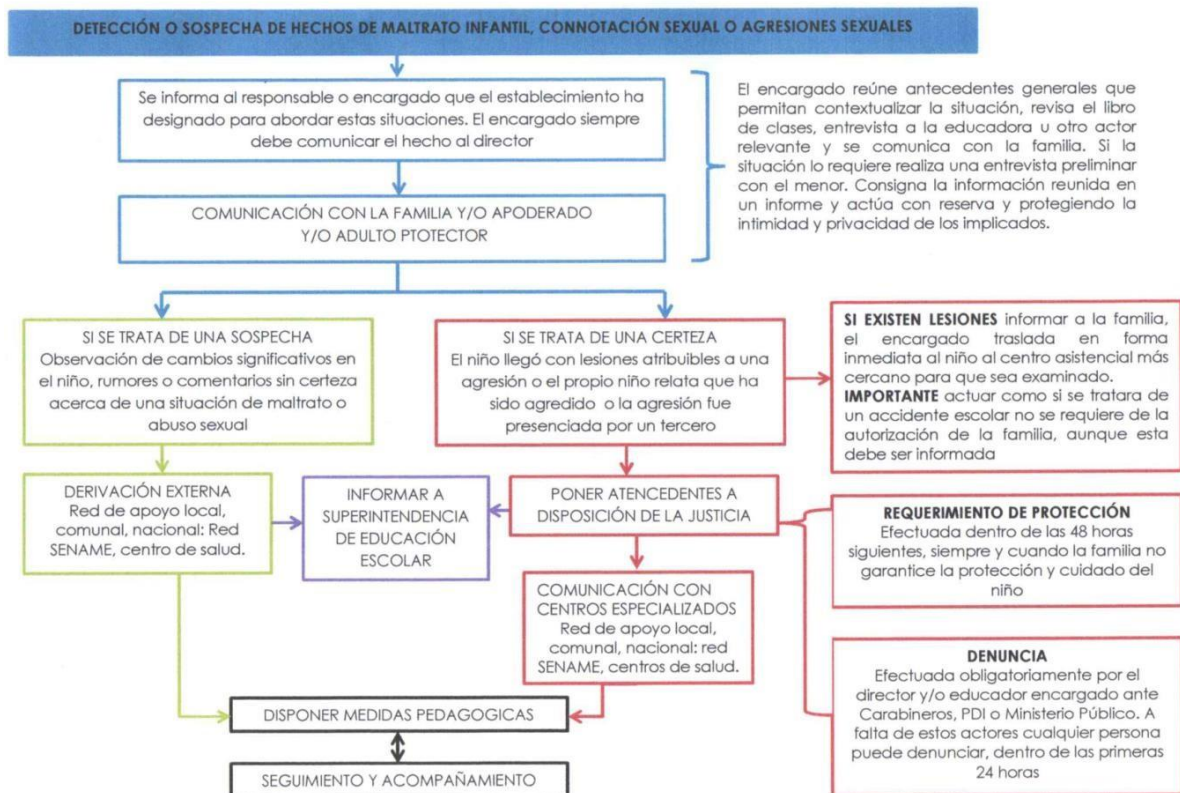 DETECCIÓN O SOSPECHA DE HECHOS DE MALTRATO INFANTIL, CONNOTACIÓN SEXUAL O AGRESIONES SEXUALES
Se informa al responsable o encargado que el establecimiento ha
designado para abordar estas situaciones. El encargado siempre
debe comunicar el hecho al director
El encargado reúne antecedentes generales que
permitan contextualizar la situación, revisa el libro
de clases, entrevista a la educadora u otro actor
relevante y se comunica con la familia. Si la
situación lo requiere realiza una entrevista preliminar
con el menor. Consigna la información reunida en
un informe y actúa con reserva y protegiendo la
intimidad y privacidad de los implicados.
COMUNICACIÓN CON LA FAMILIA Y/O APODERADO
Y/O ADULTO PTOTECTOR
SI SE TRATA DE UNA SOSPECHA
Observación de cambios significativos en
el niño, rumores o comentarios sin certeza
acerca de una situación de maltrato o
abuso sexual
SI SE TRATA DE UNA CERTEZA
El niño llegó con lesiones atribuibles a una
agresión o el propio niño relata que ha
sido agredido o la agresión fue
presenciada por un tercero
SI EXISTEN LESIONES informar a la familia,
el encargado traslada en forma
inmediata al niño al centro asistencial más
cercano para que sea examinado.
IMPORTANTE actuar como si se tratara de
un accidente escolar no se requiere de la
autorización de la familia, aunque esta
debe ser informada
DERIVACIÓN EXTERNA
Red de apoyo local,
comunal, nacional: Red
SENAME, centro de salud.
INFORMAR A
SUPERINTENDENCIA
DE EDUCACIÓN
ESCOLAR
PONER ATENCEDENTES A
DISPOSICIÓN DE LA JUSTICIA
REQUERIMIENTO DE PROTECCIÓN
Efectuada dentro de las 48 horas
siguientes, siempre y cuando la familia no
garantice la protección y cuidado del
niño
COMUNICACIÓN CON
CENTROS ESPECIALIZADOS
Red de apoyo local,
comunal, nacional: red
SENAME, centros de salud.
DENUNCIA
Efectuada obligatoriamente por el
director y/o educador encargado ante
Carabineros, PDI o Ministerio Público. A
falta de estos actores cualquier persona
puede denunciar, dentro de las primeras
24 horas
DISPONER MEDIDAS PEDAGOGICAS
SEGUIMIENTO Y ACOMPAÑAMIENTO